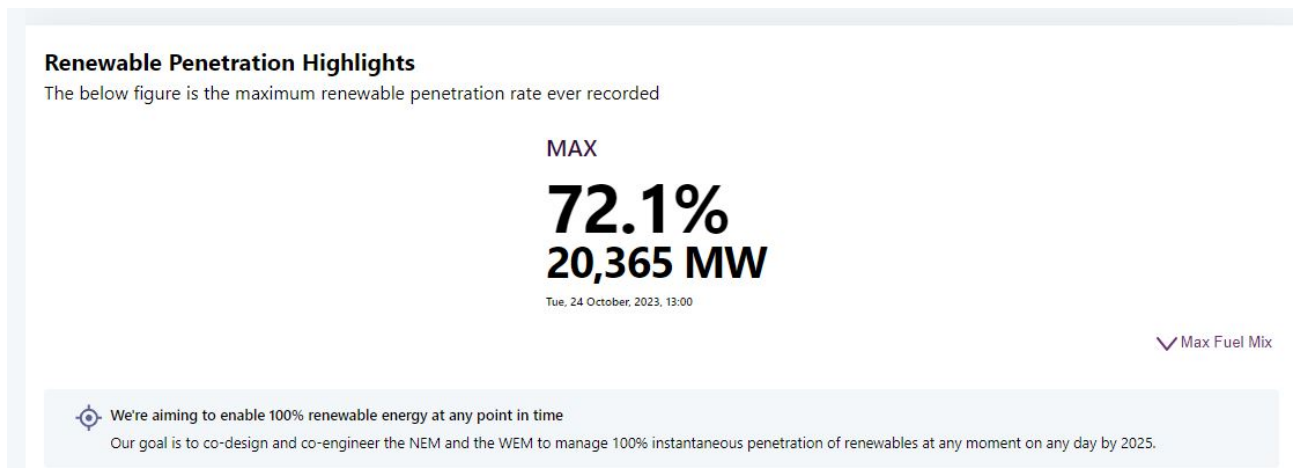 Renewable Penetration Highlights
The below figure is the maximum renewable penetration rate ever recorded
MAX
72.1%
20,365 MW
Tue, 24 October, 2023, 13:00
Max Fuel Mix
We're aiming to enable 100% renewable energy at any point in time
Our goal is to co-design and co-engineer the NEM and the WEM to manage 100% instantaneous penetration of renewables at any moment on any day by 2025.